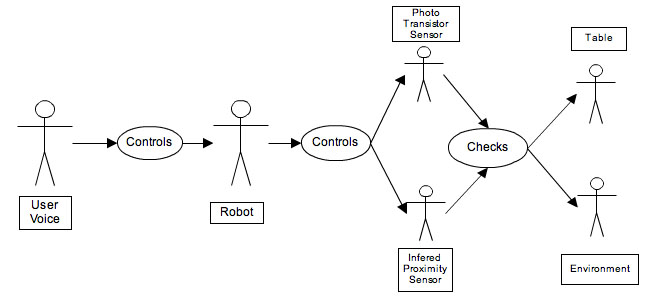 User
Voice
Controls
Robot
Controls
Photo
Transistor
Sensor
Infered
Proximity
Sensor
Checks
Table
Environment